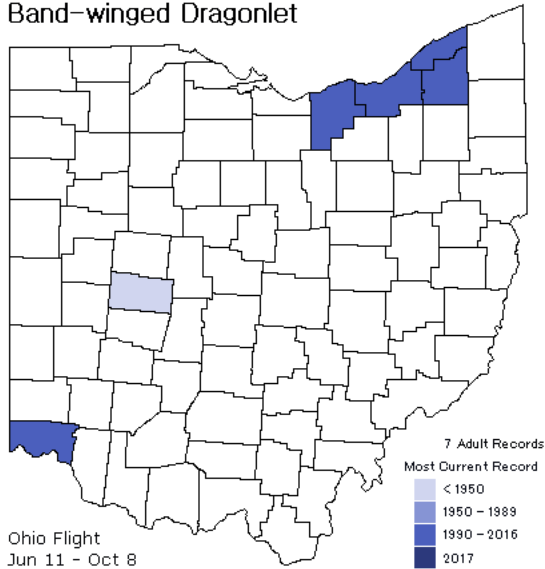 Band-winged Dragonlet
7 Adult Records
Most Current Record
< 1950
1950 - 1989
1990 - 2016
2017
Ohio Flight
Jun 11 - Oct 8